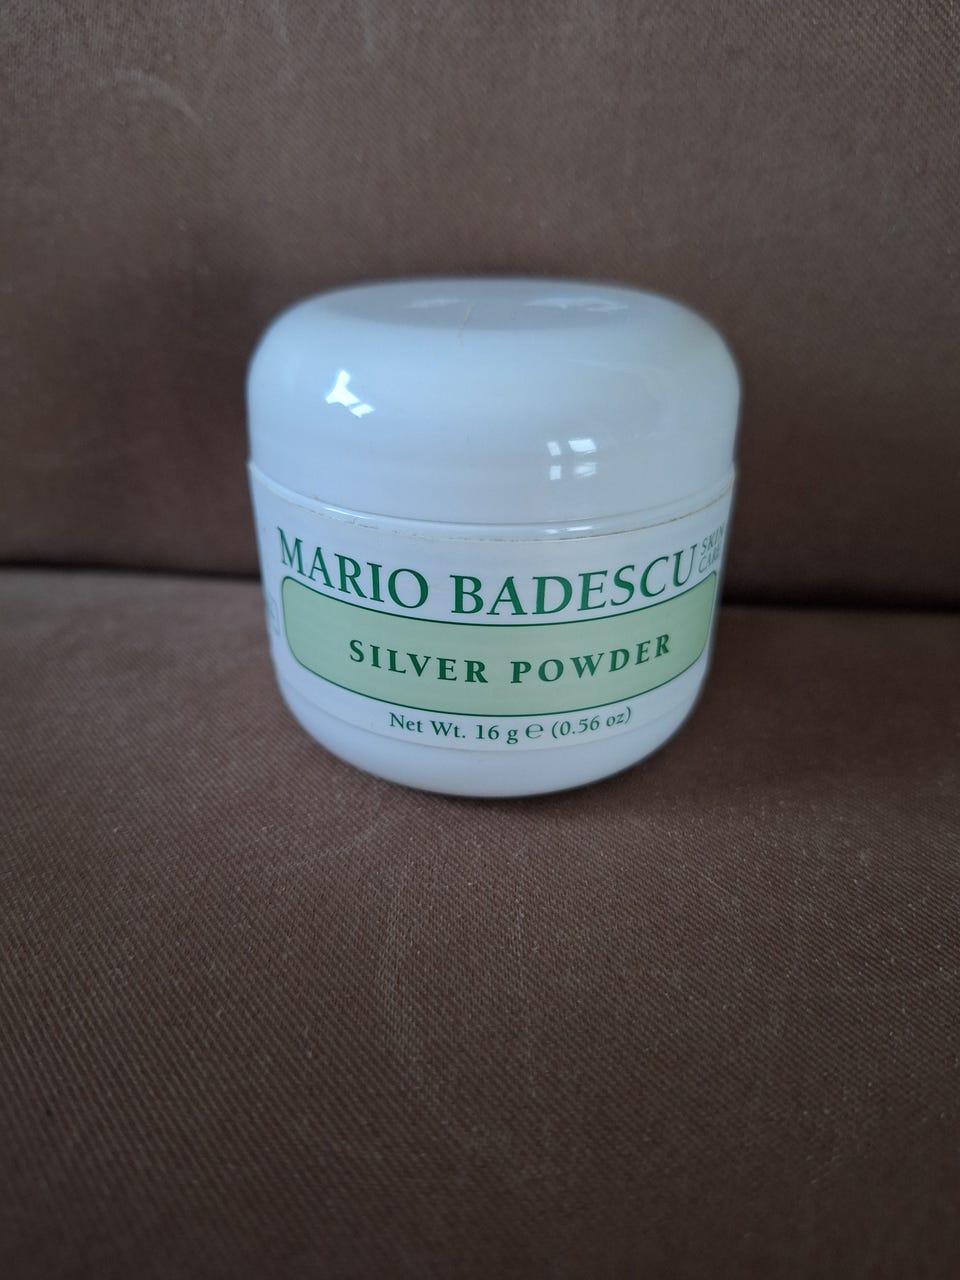 MARIO BADESCU SKIN CARE
SILVER POWDER
Net Wt. 16 g ℮ (0.56 oz)